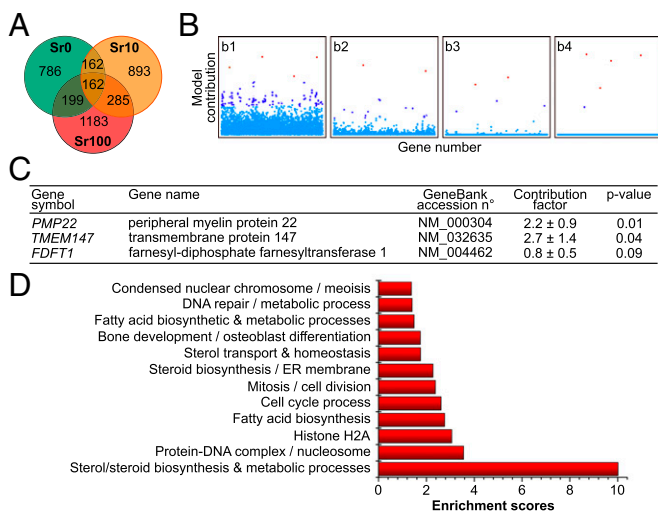 A
Sr0
Sr10
786
162
893
162
199
285
1183
Sr100
B
b1
b2
b3
b4
Model contribution
Gene number
C
Gene symbol
Gene name
GeneBank accession n°
Contribution factor
p-value
PMP22 peripheral myelin protein 22 NM_000304 2.2 ± 0.9 0.01
TMEM147 transmembrane protein 147 NM_032635 2.7 ± 1.4 0.04
FDFT1 farnesyl-diphosphate farnesyltransferase 1 NM_004462 0.8 ± 0.5 0.09
D
Condensed nuclear chromosome / meoisis
DNA repair / metabolic process
Fatty acid biosynthetic & metabolic processes
Bone development / osteoblast differentiation
Sterol transport & homeostasis
Steroid biosynthesis / ER membrane
Mitosis / cell division
Cell cycle process
Fatty acid biosynthesis
Histone H2A
Protein-DNA complex / nucleosome
Sterol/steroid biosynthesis & metabolic processes
0 2 4 6 8 10
Enrichment scores